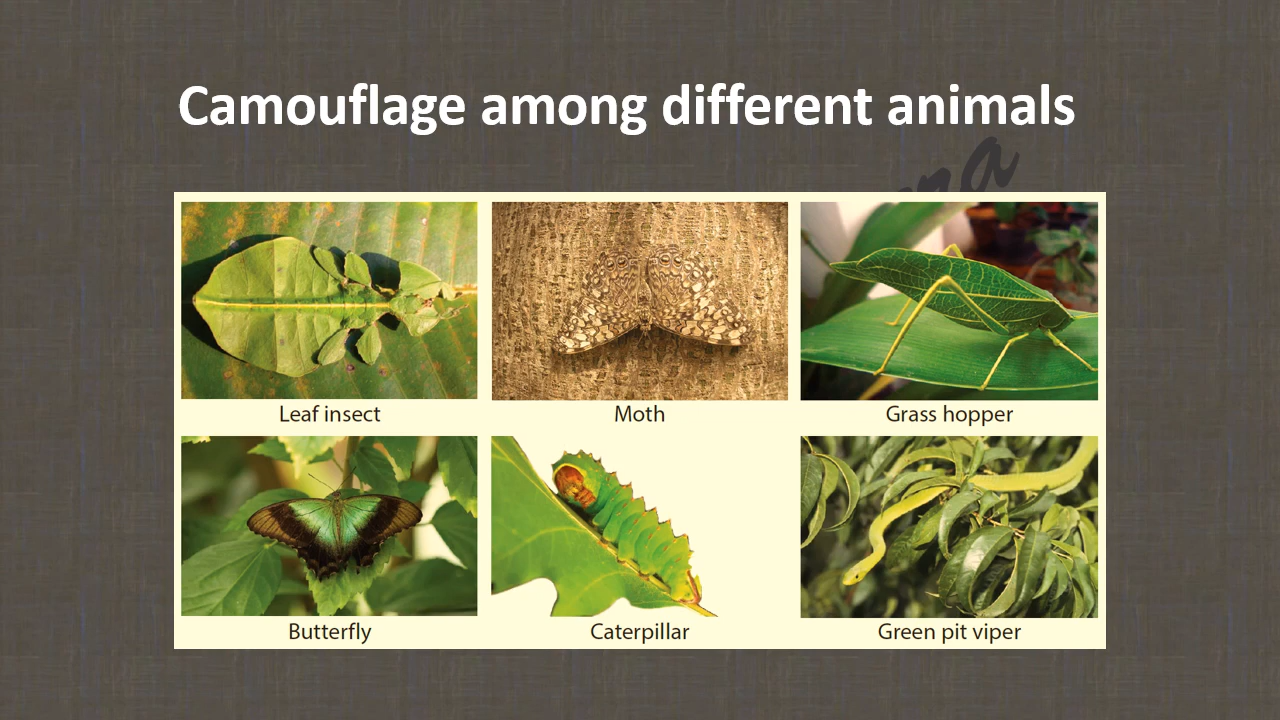 Camouflage among different animals
Leaf insect
Moth
Grass hopper
Butterfly
Caterpillar
Green pit viper